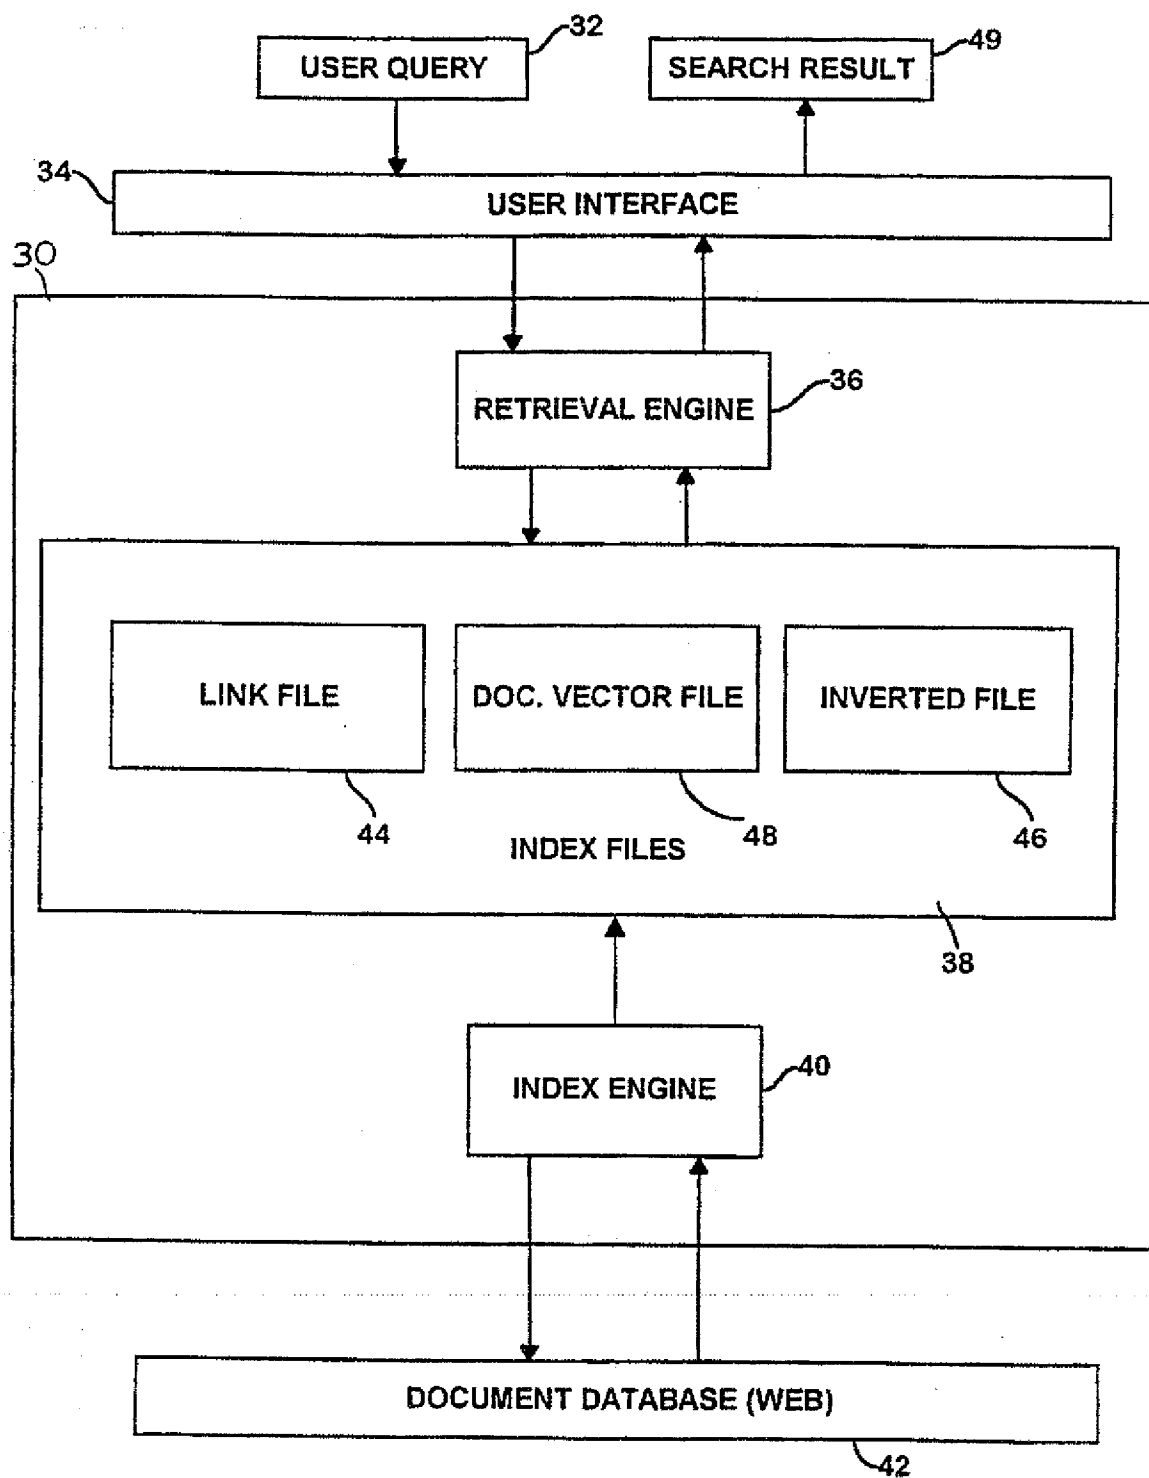 32
49
USER QUERY
SEARCH RESULT
34
USER INTERFACE
30
36
RETRIEVAL ENGINE
LINK FILE
DOC. VECTOR FILE
INVERTED FILE
44
48
46
INDEX FILES
38
40
INDEX ENGINE
DOCUMENT DATABASE (WEB)
42